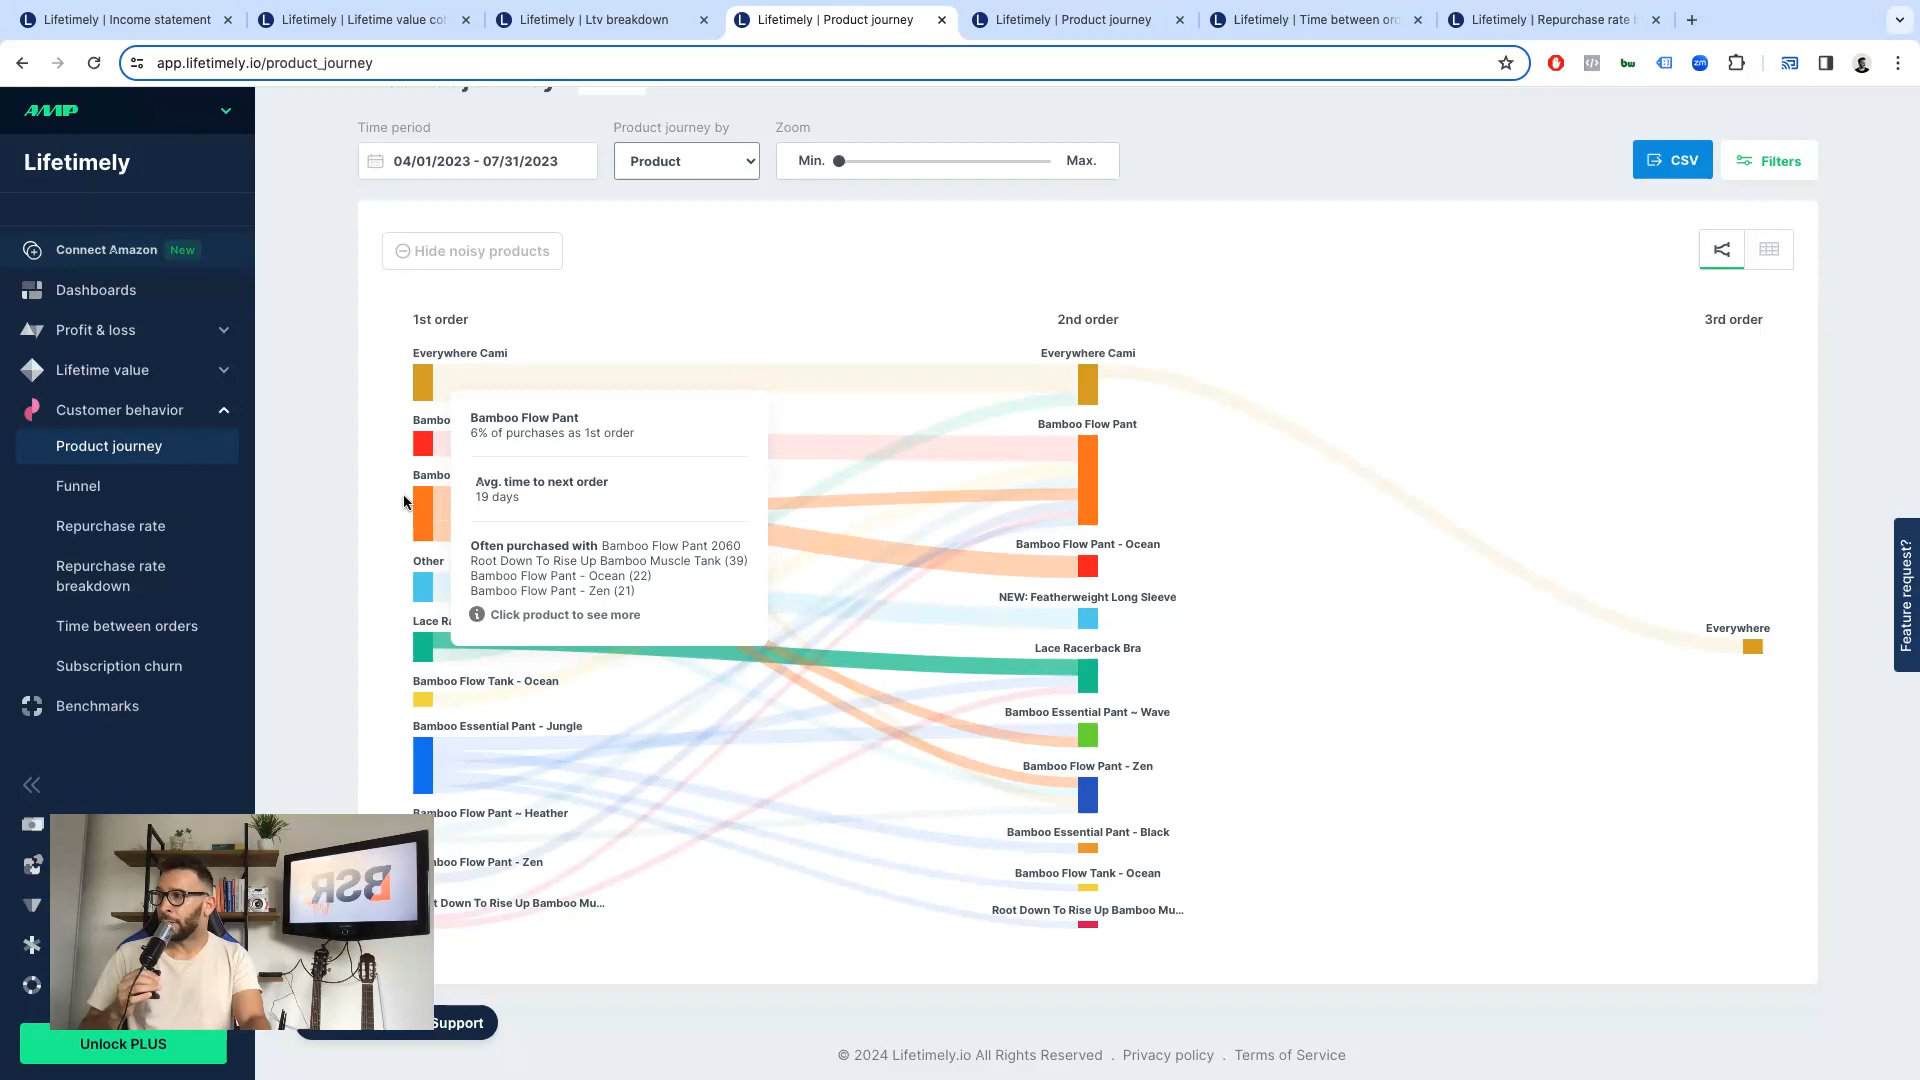 Lifetimely | Income statement
Lifetimely | Lifetime value co
Lifetimely | Ltv breakdown
Lifetimely | Product journey
Lifetimely | Product journey
Lifetimely | Time between or
Lifetimely | Repurchase rate
app.lifetimely.io/product_journey
AMP
Lifetimely
Connect Amazon New
Dashboards
Profit & loss
Lifetime value
Customer behavior
Product journey
Funnel
Repurchase rate
Repurchase rate
breakdown
Time between orders
Subscription churn
Benchmarks
Unlock PLUS
Time period
04/01/2023 - 07/31/2023
Product journey by
Product
Zoom
Min.
Max.
CSV
Filters
Hide noisy products
1st order
2nd order
3rd order
Everywhere Cami
Bambo
Bambo
Other
Lace Ra
Bamboo Flow Tank - Ocean
Bamboo Essential Pant - Jungle
Bamboo Flow Pant ~ Heather
boo Flow Pant - Zen
t Down To Rise Up Bamboo Mu...
Bamboo Flow Pant
6% of purchases as 1st order
Avg. time to next order
19 days
Often purchased with Bamboo Flow Pant 2060
Root Down To Rise Up Bamboo Muscle Tank (39)
Bamboo Flow Pant - Ocean (22)
Bamboo Flow Pant - Zen (21)
Click product to see more
Everywhere Cami
Bamboo Flow Pant
Bamboo Flow Pant - Ocean
NEW: Featherweight Long Sleeve
Lace Racerback Bra
Bamboo Essential Pant ~ Wave
Bamboo Flow Pant - Zen
Bamboo Essential Pant - Black
Bamboo Flow Tank - Ocean
Root Down To Rise Up Bamboo Mu...
Everywhere
Feature request?
BSR
Support
© 2024 Lifetimely.io All Rights Reserved . Privacy policy . Terms of Service